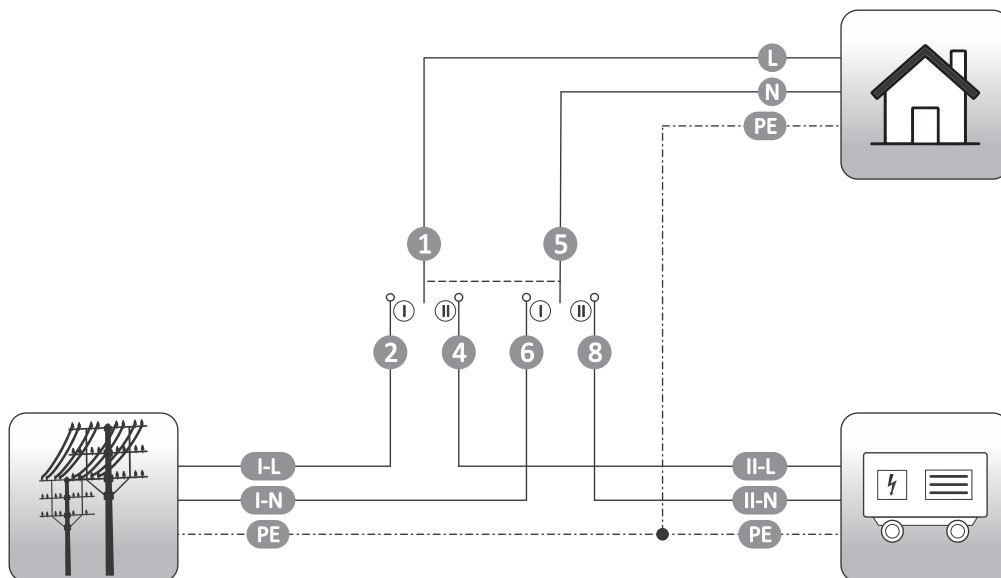 L
N
PE
1 5
I II I II
2 4 6 8
I-L II-L
I-N II-N
PE PE